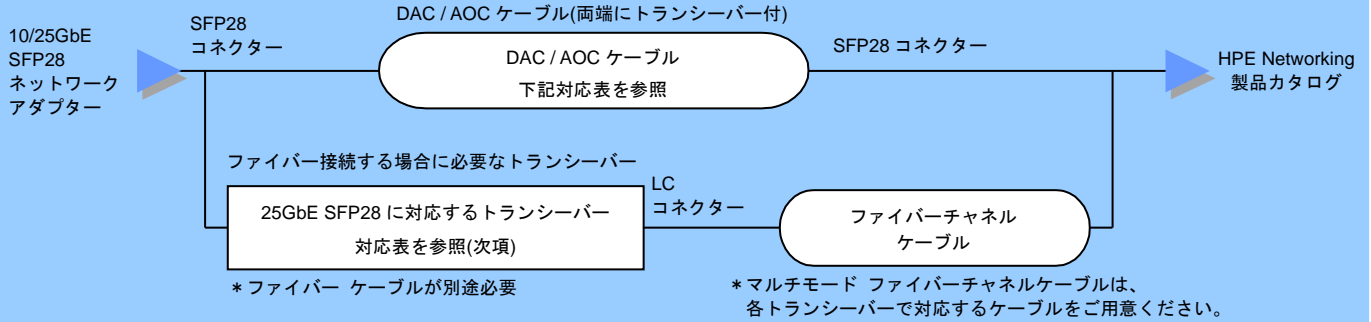 10/25GbE
SFP28
ネットワーク
アダプター
SFP28
コネクター
DAC / AOC ケーブル(両端にトランシーバー付)
DAC / AOC ケーブル
下記対応表を参照
SFP28 コネクター
HPE Networking
製品カタログ
ファイバー接続する場合に必要なトランシーバー
25GbE SFP28 に対応するトランシーバー
対応表を参照(次項)
LC
コネクター
ファイバーチャネル
ケーブル
＊ファイバー ケーブルが別途必要
＊マルチモード ファイバーチャネルケーブルは、
各トランシーバーで対応するケーブルをご用意ください。